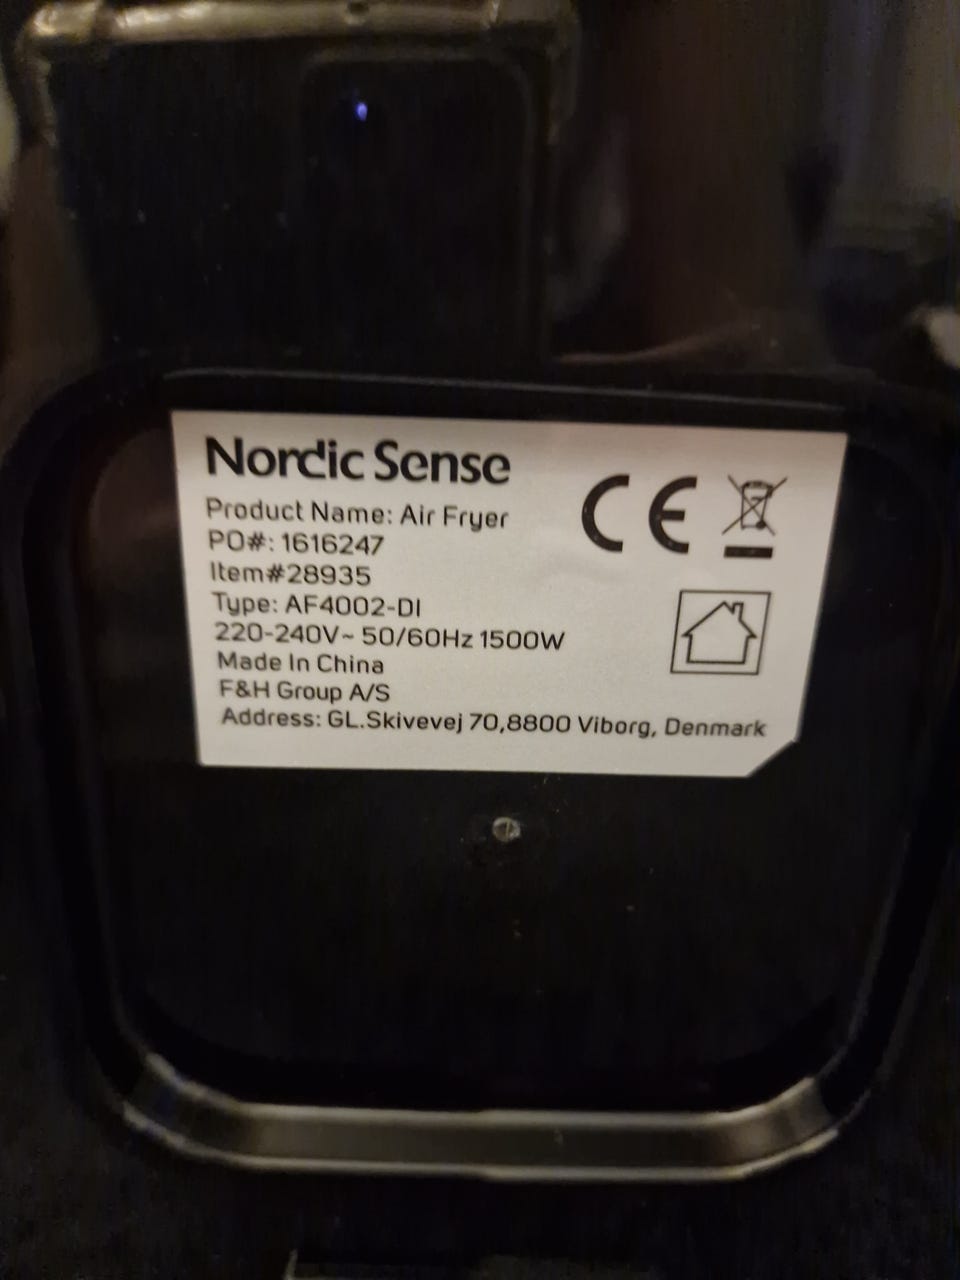 Nordic Sense
Product Name: Air Fryer
PO#: 1616247
Item#28935
Type: AF4002-DI
220-240V~ 50/60Hz 1500W
Made In China
F&H Group A/S
Address: GL.Skivevej 70,8800 Viborg, Denmark
CE